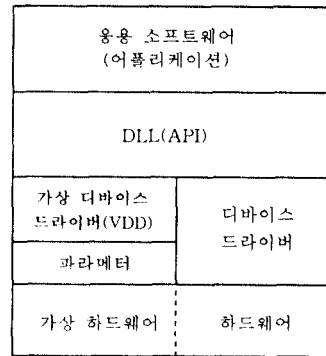 응용 소프트웨어
(어플리케이션)
DLL(API)
가상 디바이스
드라이버(VDD)
파라메터
디바이스
드라이버
가상 하드웨어
하드웨어